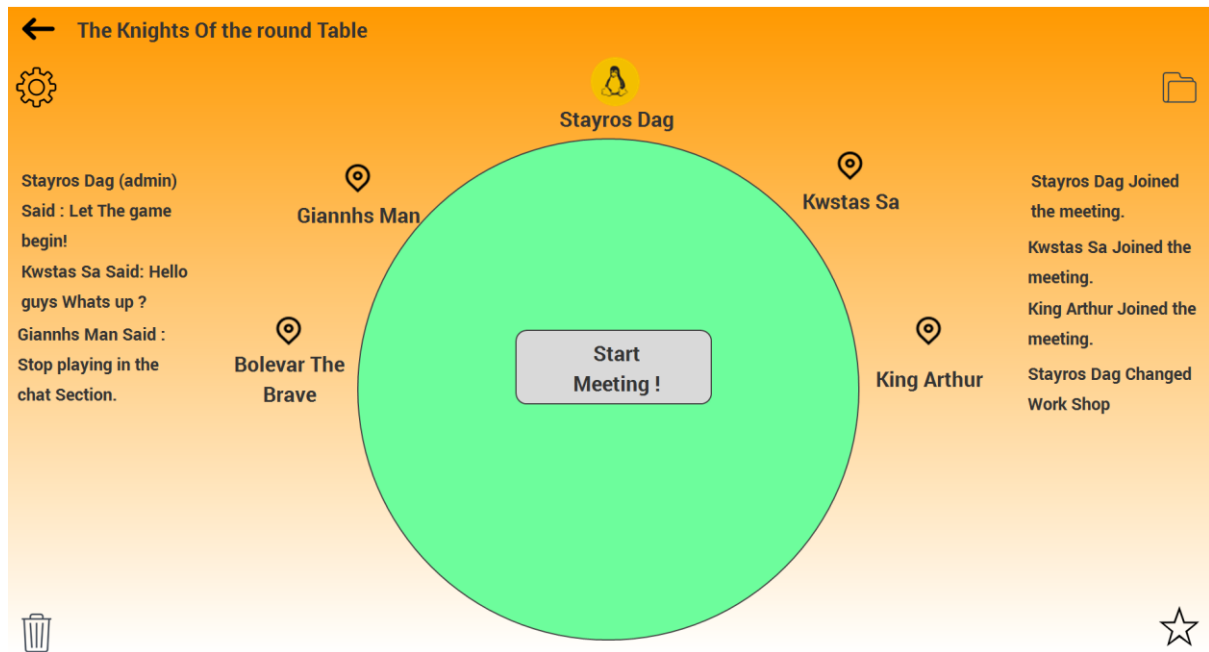 The Knights Of the round Table
Stayros Dag
Giannhs Man
Kwstas Sa
Bolevar The
Brave
King Arthur
Start
Meeting !
Stayros Dag (admin)
Said : Let The game
begin!
Kwstas Sa Said: Hello
guys Whats up ?
Giannhs Man Said :
Stop playing in the
chat Section.
Stayros Dag Joined
the meeting.
Kwstas Sa Joined the
meeting.
King Arthur Joined the
meeting.
Stayros Dag Changed
Work Shop